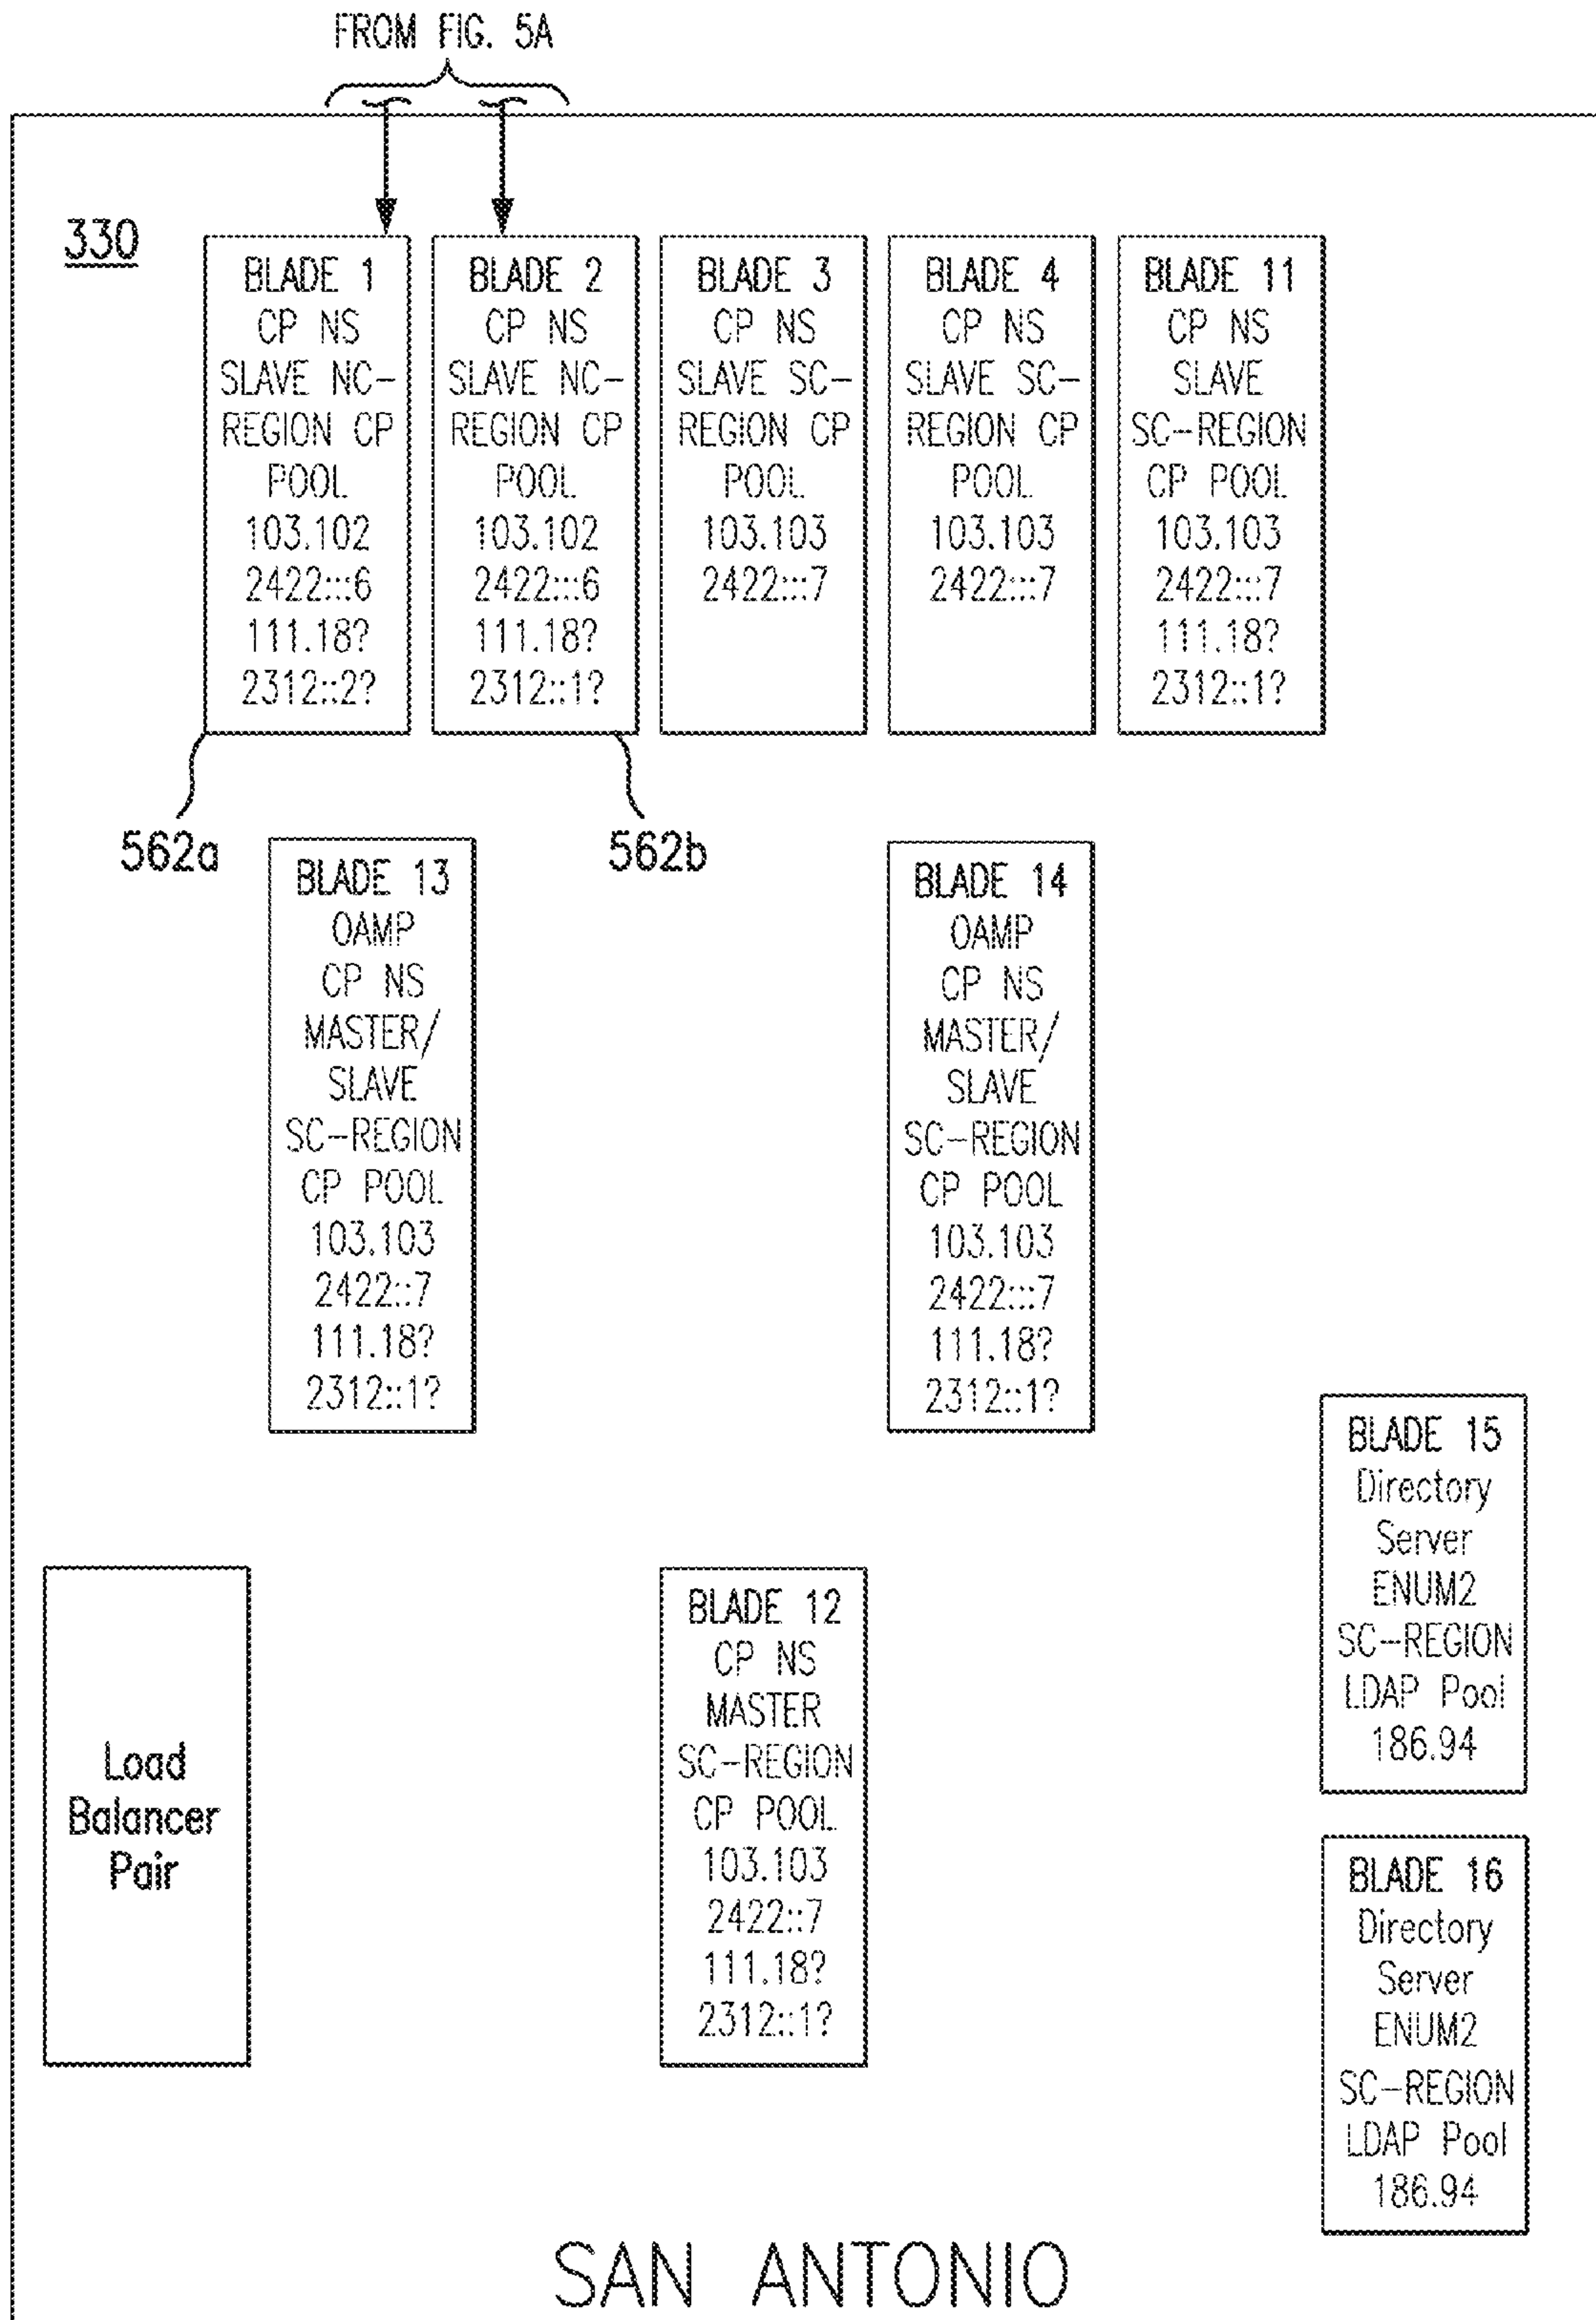 FROM FIG. 5A
330
BLADE 1
CP NS
SLAVE NC-
REGION CP
POOL
103.102
2422:::6
111.18?
2312::2?
BLADE 2
CP NS
SLAVE NC-
REGION CP
POOL
103.102
2422:::6
111.18?
2312::1?
BLADE 3
CP NS
SLAVE SC-
REGION CP
POOL
103.103
2422:::7
BLADE 4
CP NS
SLAVE SC-
REGION CP
POOL
103.103
2422:::7
BLADE 11
CP NS
SLAVE
SC-REGION
CP POOL
103.103
2422:::7
111.18?
2312::1?
562a
562b
BLADE 13
OAMP
CP NS
MASTER/
SLAVE
SC-REGION
CP POOL
103.103
2422::7
111.18?
2312::1?
BLADE 14
OAMP
CP NS
MASTER/
SLAVE
SC-REGION
CP POOL
103.103
2422:::7
111.18?
2312::1?
Load
Balancer
Pair
BLADE 12
CP NS
MASTER
SC-REGION
CP POOL
103.103
2422::7
111.18?
2312::1?
BLADE 15
Directory
Server
ENUM2
SC-REGION
LDAP Pool
186.94
BLADE 16
Directory
Server
ENUM2
SC-REGION
LDAP Pool
186.94
SAN ANTONIO